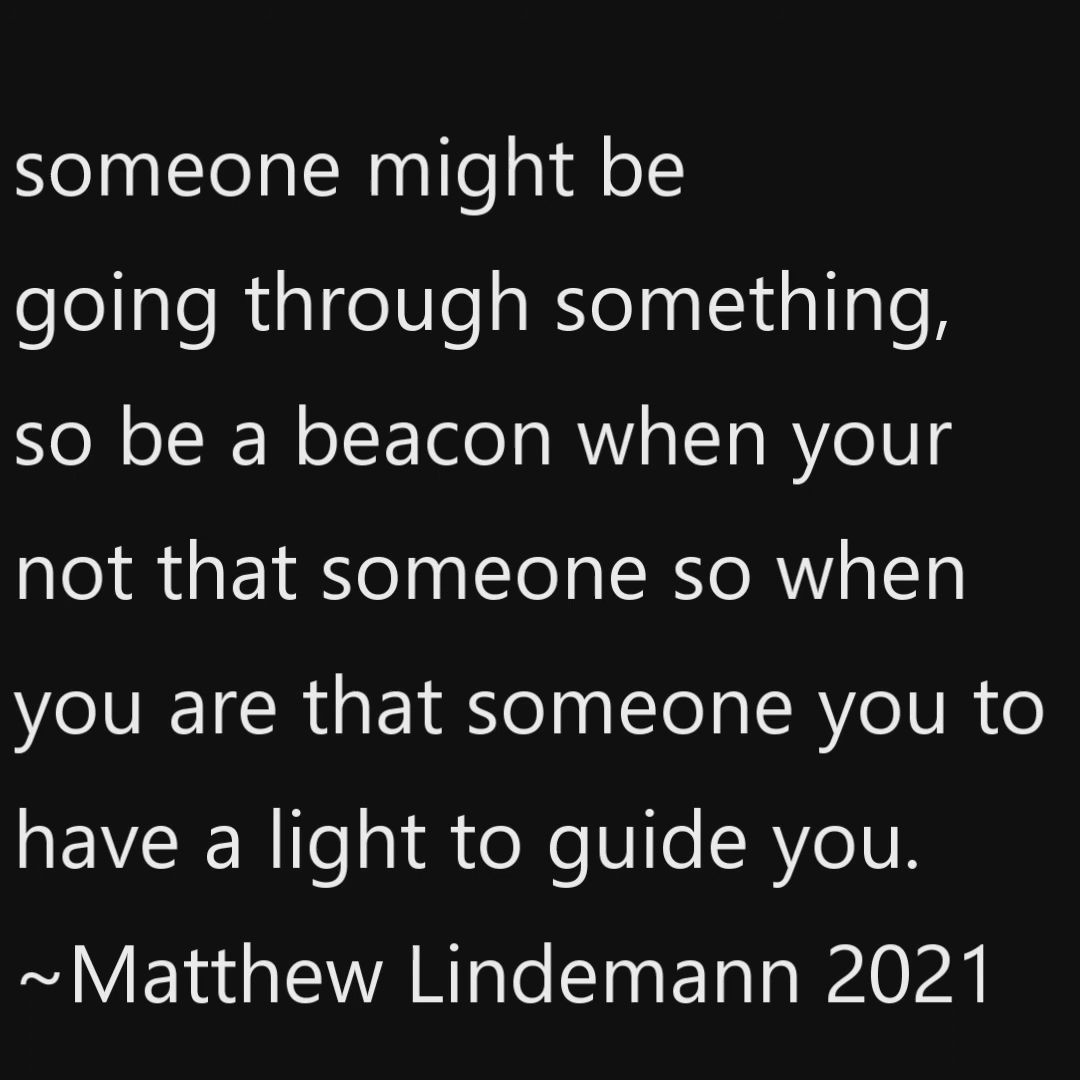 someone might be
going through something,
so be a beacon when your
not that someone so when
you are that someone you to
have a light to guide you.
~Matthew Lindemann 2021